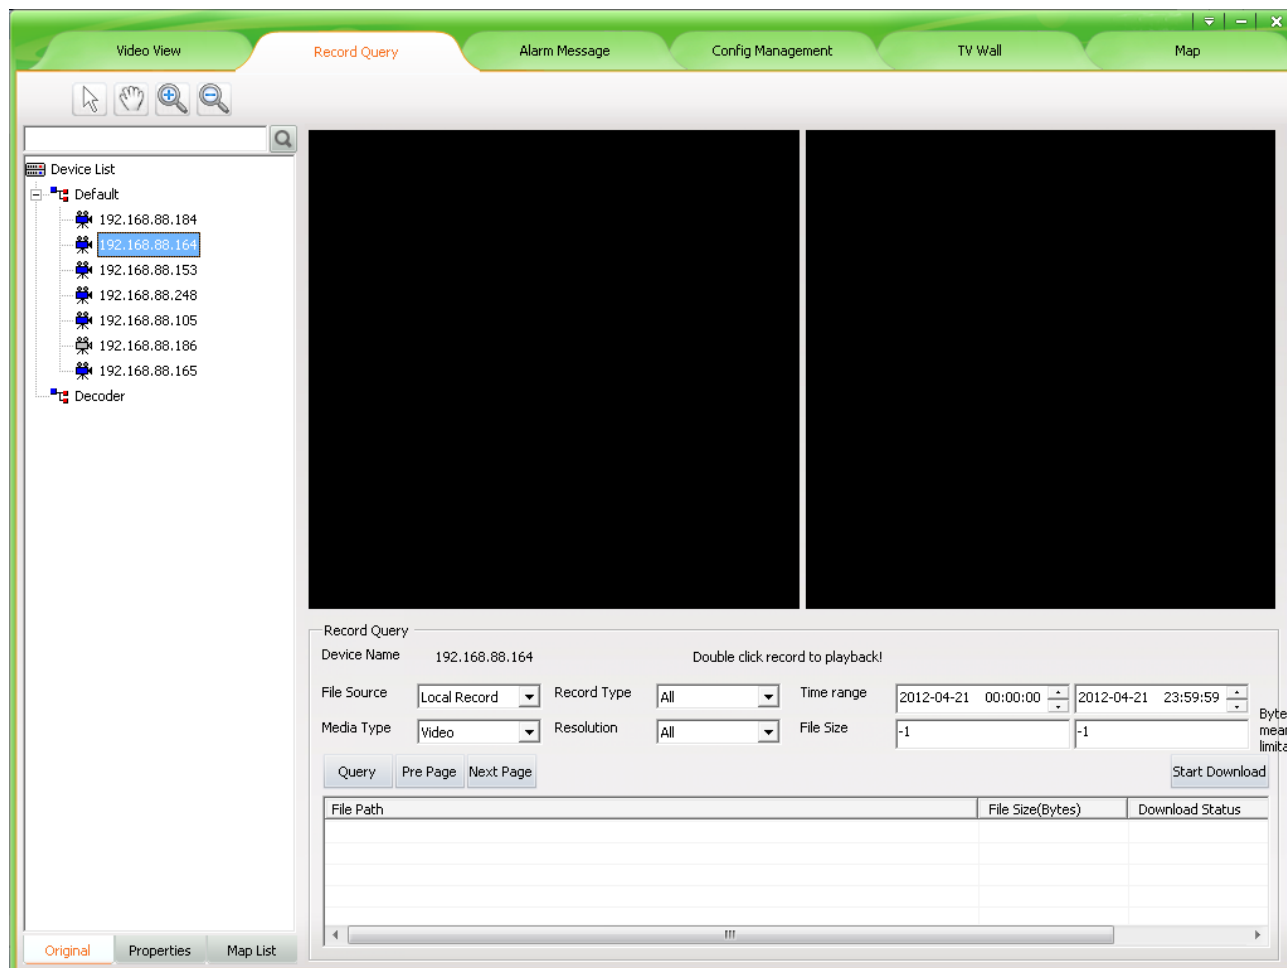 Video View Record Query Alarm Message Config Management TV Wall Map
Device List
Default
192.168.88.184
192.168.88.164
192.168.88.153
192.168.88.248
192.168.88.105
192.168.88.186
192.168.88.165
Decoder
Original Properties Map List
Record Query
Device Name 192.168.88.164 Double click record to playback!
File Source Local Record Record Type All Time range 2012-04-21 00:00:00 2012-04-21 23:59:59
Media Type Video Resolution All File Size -1 -1
Byte
mear
limita
Query Pre Page Next Page Start Download
File Path File Size(Bytes) Download Status